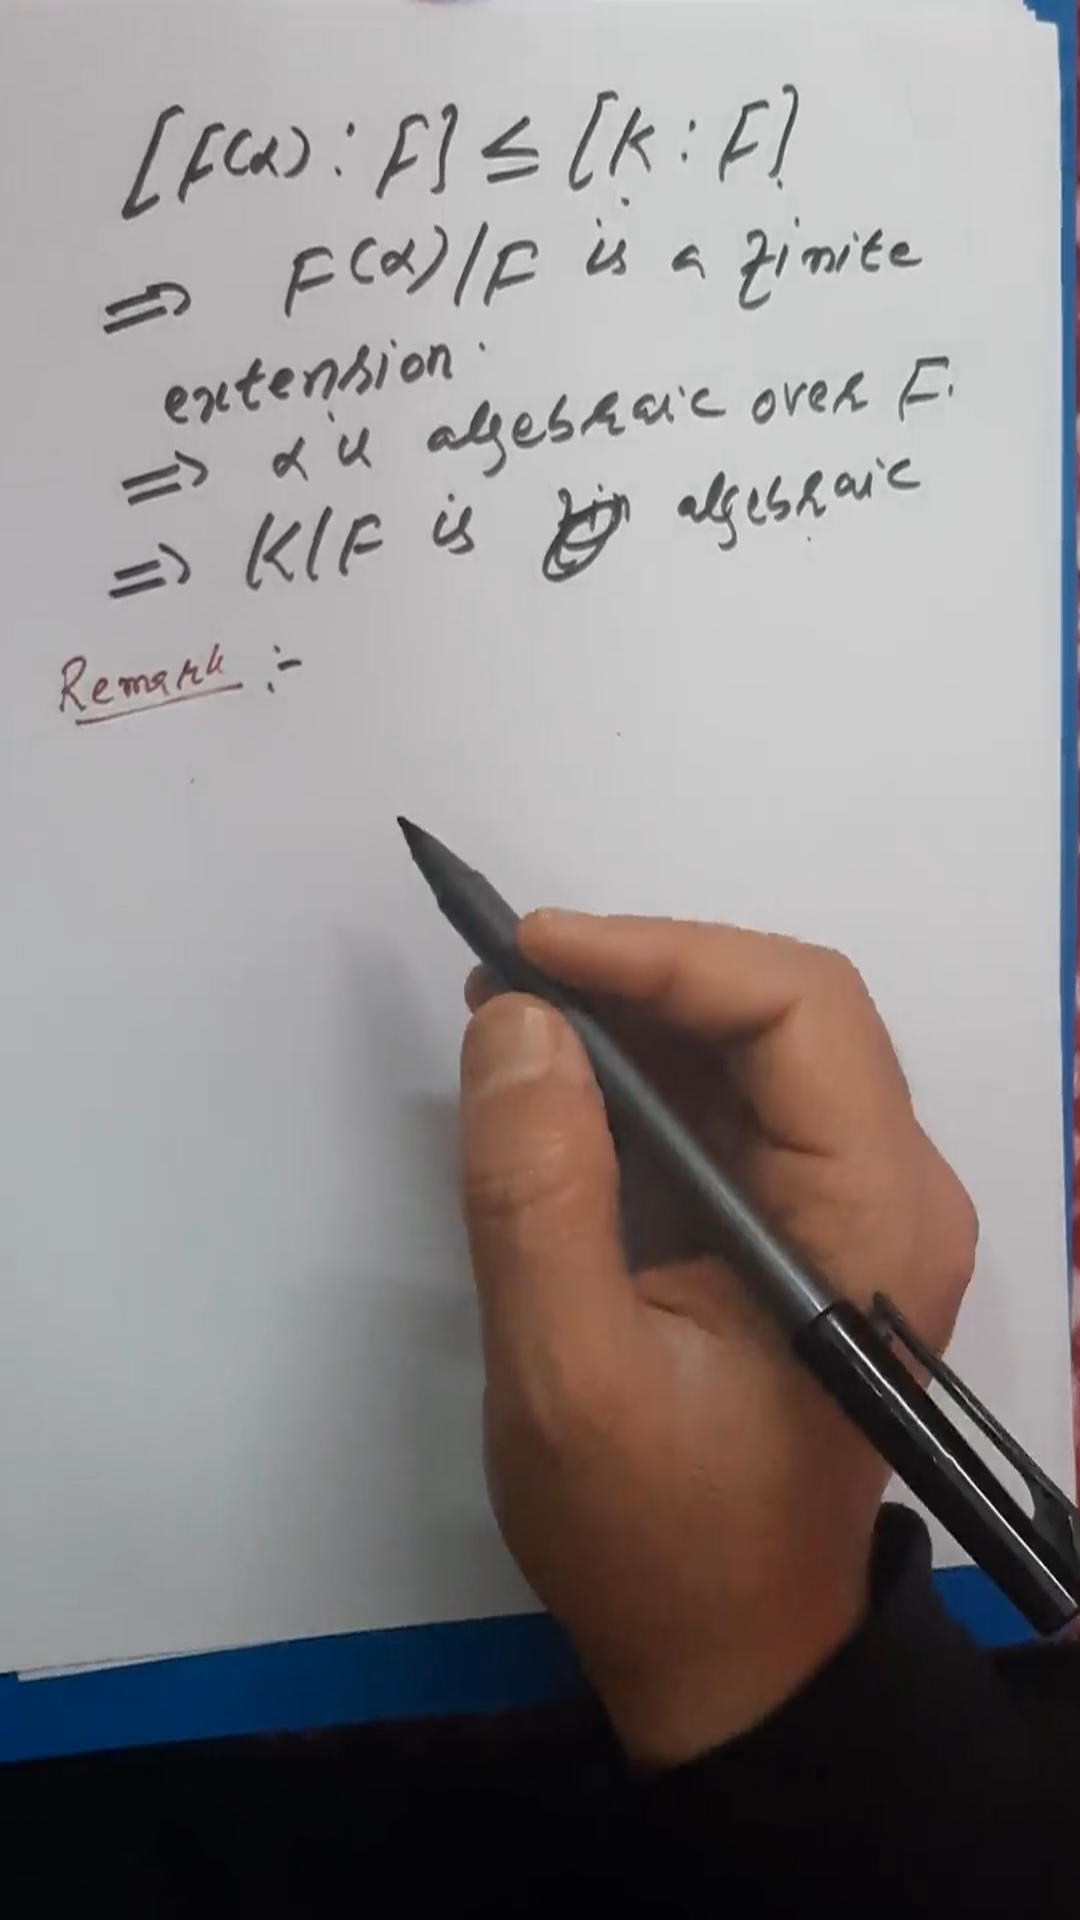 [F(α) : F] ≤ [K : F]
⇒ F(α)/F is a finite
extension.
⇒ α is algebraic over F.
⇒ K/F is algebraic
Remark :-